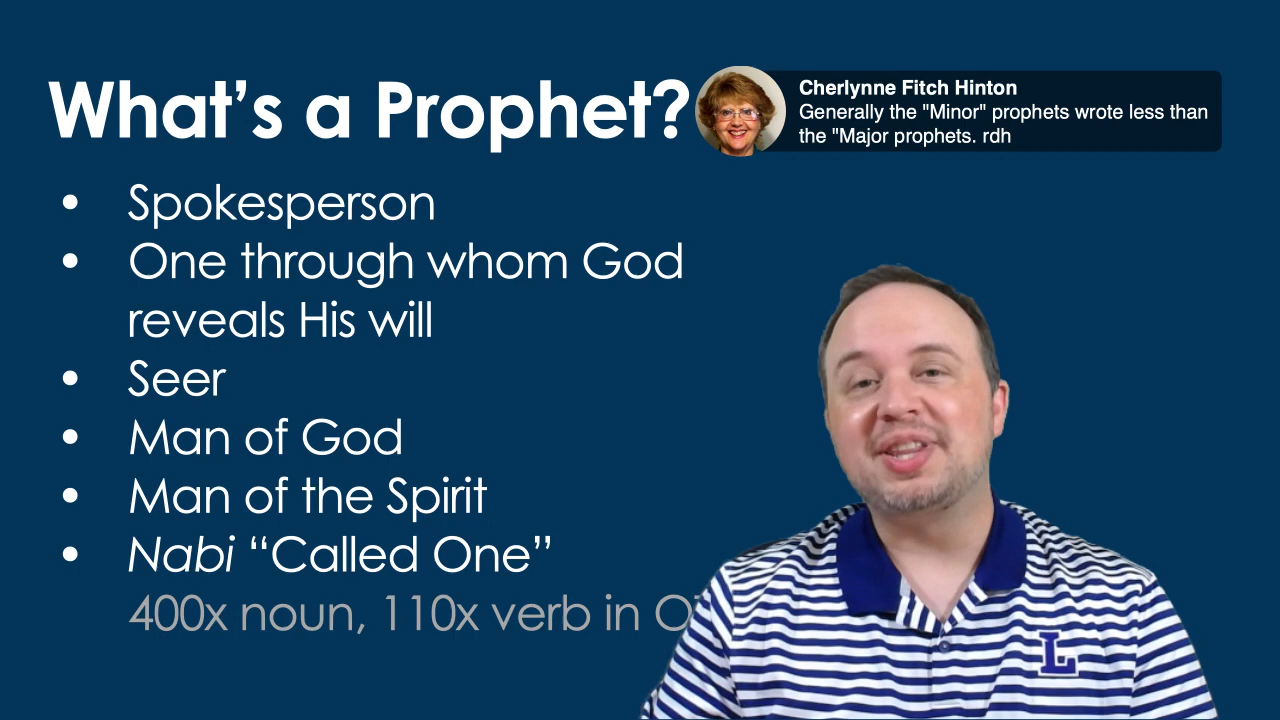 What's a Prophet?
Cherlynne Fitch Hinton
Generally the "Minor" prophets wrote less than
the "Major prophets. rdh
• Spokesperson
• One through whom God
reveals His will
• Seer
• Man of God
• Man of the Spirit
• Nabi “Called One”
400x noun, 110x verb in
L